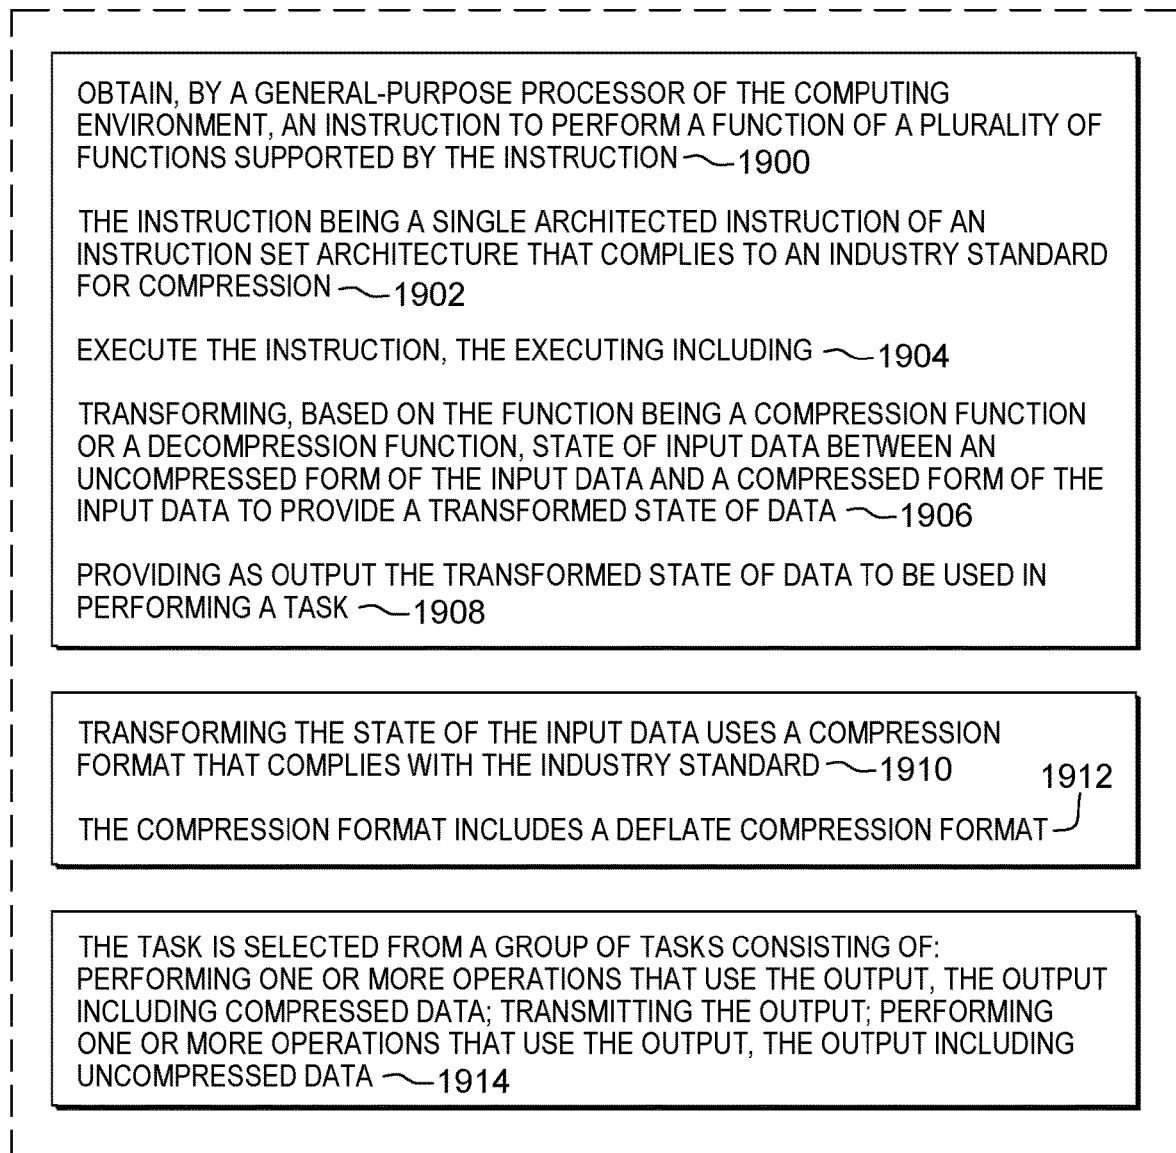 OBTAIN, BY A GENERAL-PURPOSE PROCESSOR OF THE COMPUTING
ENVIRONMENT, AN INSTRUCTION TO PERFORM A FUNCTION OF A PLURALITY OF
FUNCTIONS SUPPORTED BY THE INSTRUCTION 1900
THE INSTRUCTION BEING A SINGLE ARCHITECTED INSTRUCTION OF AN
INSTRUCTION SET ARCHITECTURE THAT COMPLIES TO AN INDUSTRY STANDARD
FOR COMPRESSION 1902
EXECUTE THE INSTRUCTION, THE EXECUTING INCLUDING 1904
TRANSFORMING, BASED ON THE FUNCTION BEING A COMPRESSION FUNCTION
OR A DECOMPRESSION FUNCTION, STATE OF INPUT DATA BETWEEN AN
UNCOMPRESSED FORM OF THE INPUT DATA AND A COMPRESSED FORM OF THE
INPUT DATA TO PROVIDE A TRANSFORMED STATE OF DATA 1906
PROVIDING AS OUTPUT THE TRANSFORMED STATE OF DATA TO BE USED IN
PERFORMING A TASK 1908
TRANSFORMING THE STATE OF THE INPUT DATA USES A COMPRESSION
FORMAT THAT COMPLIES WITH THE INDUSTRY STANDARD 1910
1912
THE COMPRESSION FORMAT INCLUDES A DEFLATE COMPRESSION FORMAT
THE TASK IS SELECTED FROM A GROUP OF TASKS CONSISTING OF:
PERFORMING ONE OR MORE OPERATIONS THAT USE THE OUTPUT, THE OUTPUT
INCLUDING COMPRESSED DATA; TRANSMITTING THE OUTPUT; PERFORMING
ONE OR MORE OPERATIONS THAT USE THE OUTPUT, THE OUTPUT INCLUDING
UNCOMPRESSED DATA 1914